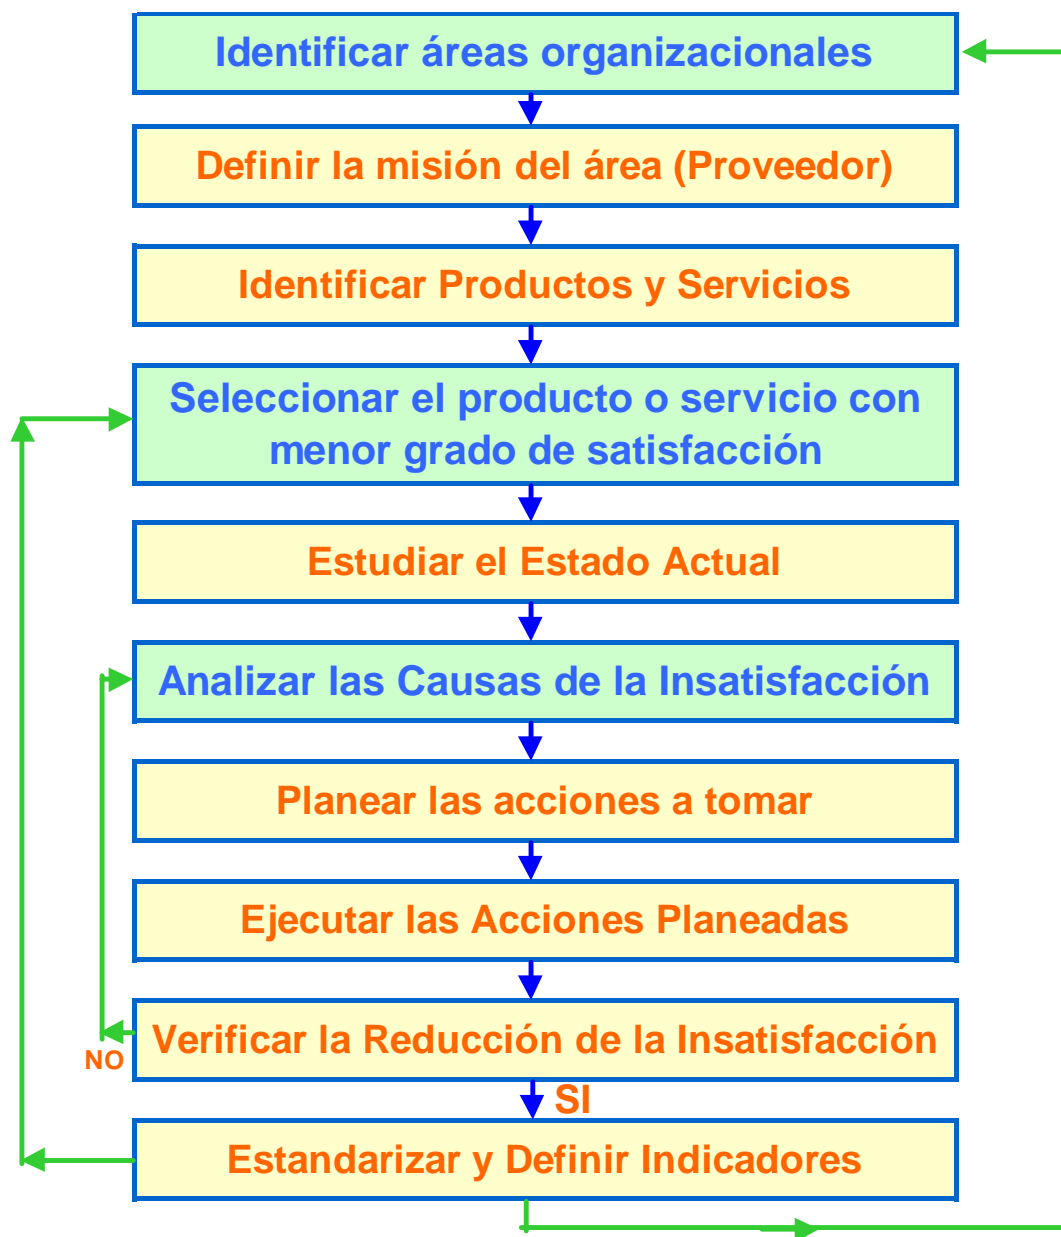 Identificar áreas organizacionales
Definir la misión del área (Proveedor)
Identificar Productos y Servicios
Seleccionar el producto o servicio con
menor grado de satisfacción
Estudiar el Estado Actual
Analizar las Causas de la Insatisfacción
Planear las acciones a tomar
Ejecutar las Acciones Planeadas
Verificar la Reducción de la Insatisfacción
NO
SI
Estandarizar y Definir Indicadores